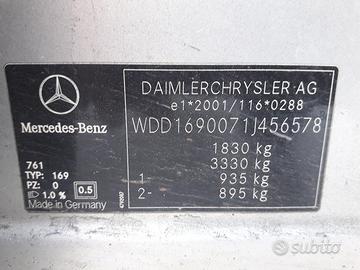 DAIMLERCHRYSLER AG
e1*2001/116*0288
WDD1690071J456578
1830 kg
3330 kg
1- 935 kg
2- 895 kg
Mercedes-Benz
761
TYP: 169
PZ: 0
1.0 %
0.5
Made in Germany
subito